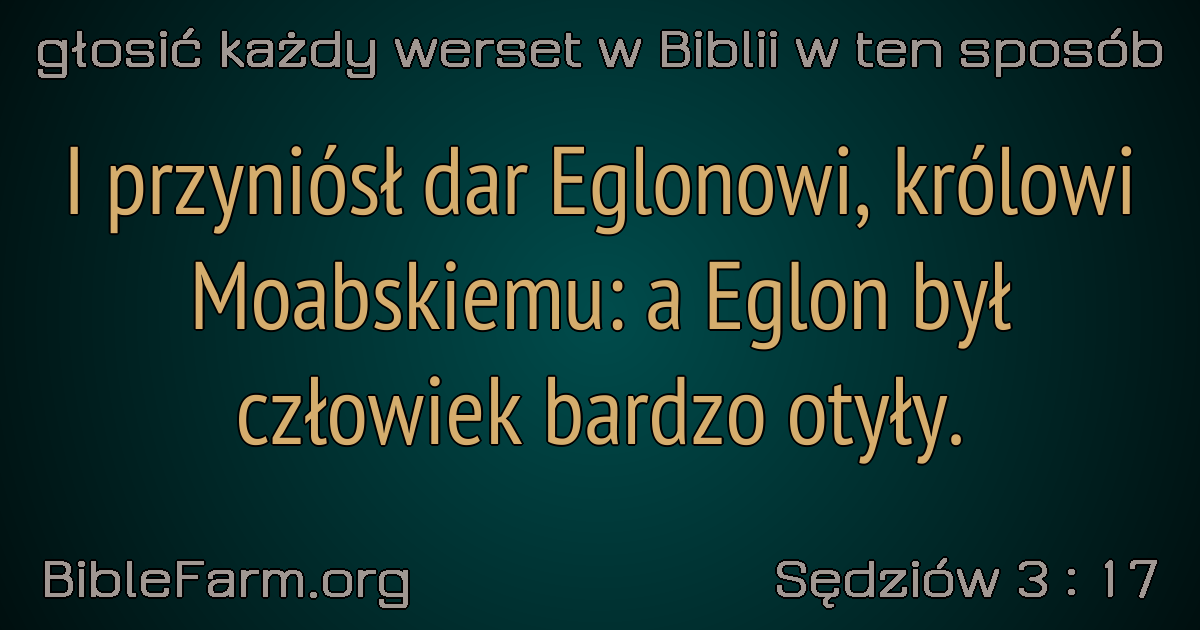 głosić każdy werset w Biblii w ten sposób
I przyniósł dar Eglonowi, królowi
Moabskiemu: a Eglon był
człowiek bardzo otyły.
BibleFarm.org
Sędziów 3 : 17